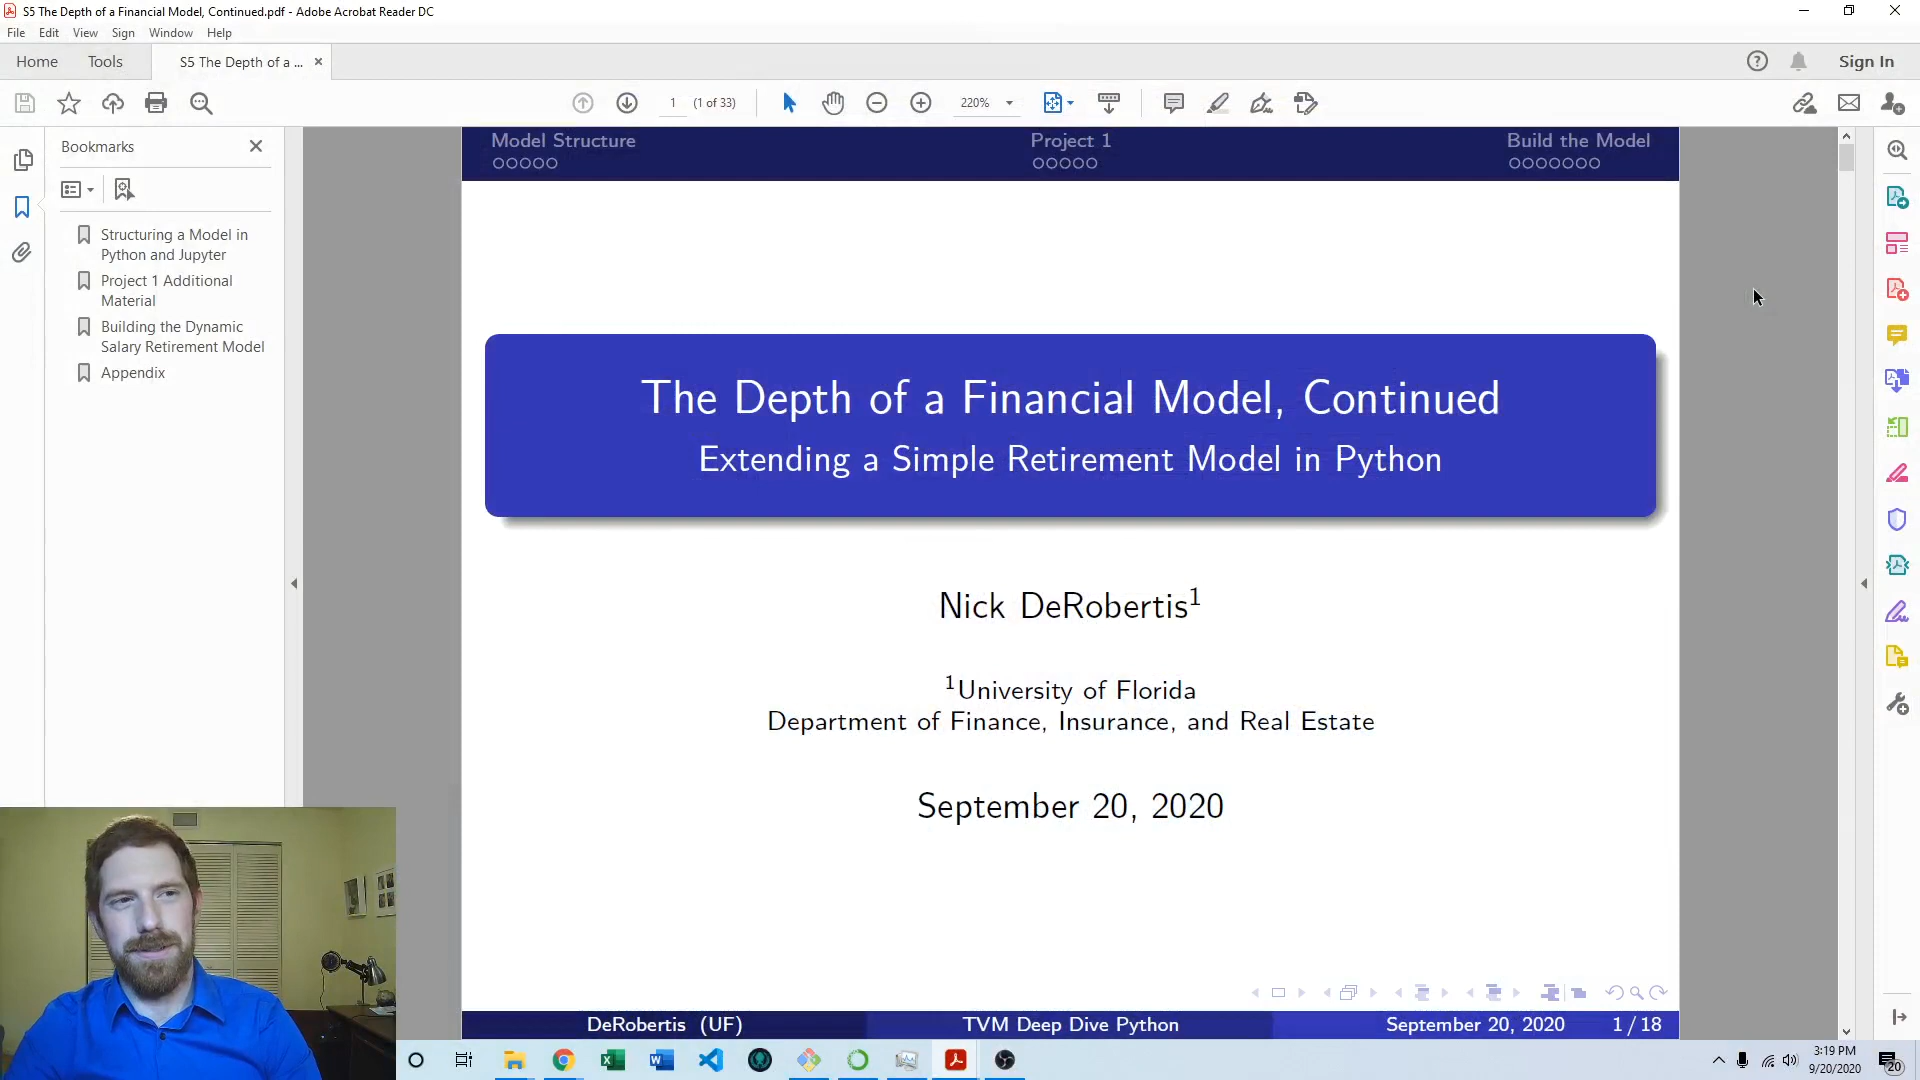 S5 The Depth of a Financial Model, Continued.pdf - Adobe Acrobat Reader DC
File Edit View Sign Window Help
Home Tools S5 The Depth of a ... Sign In
1 (1 of 33) 220%
Bookmarks
Structuring a Model in
Python and Jupyter
Project 1 Additional
Material
Building the Dynamic
Salary Retirement Model
Appendix
Model Structure Project 1 Build the Model
The Depth of a Financial Model, Continued
Extending a Simple Retirement Model in Python
Nick DeRobertis1
1University of Florida
Department of Finance, Insurance, and Real Estate
September 20, 2020
DeRobertis (UF) TVM Deep Dive Python September 20, 2020 1 / 18
3:19 PM
9/20/2020
20